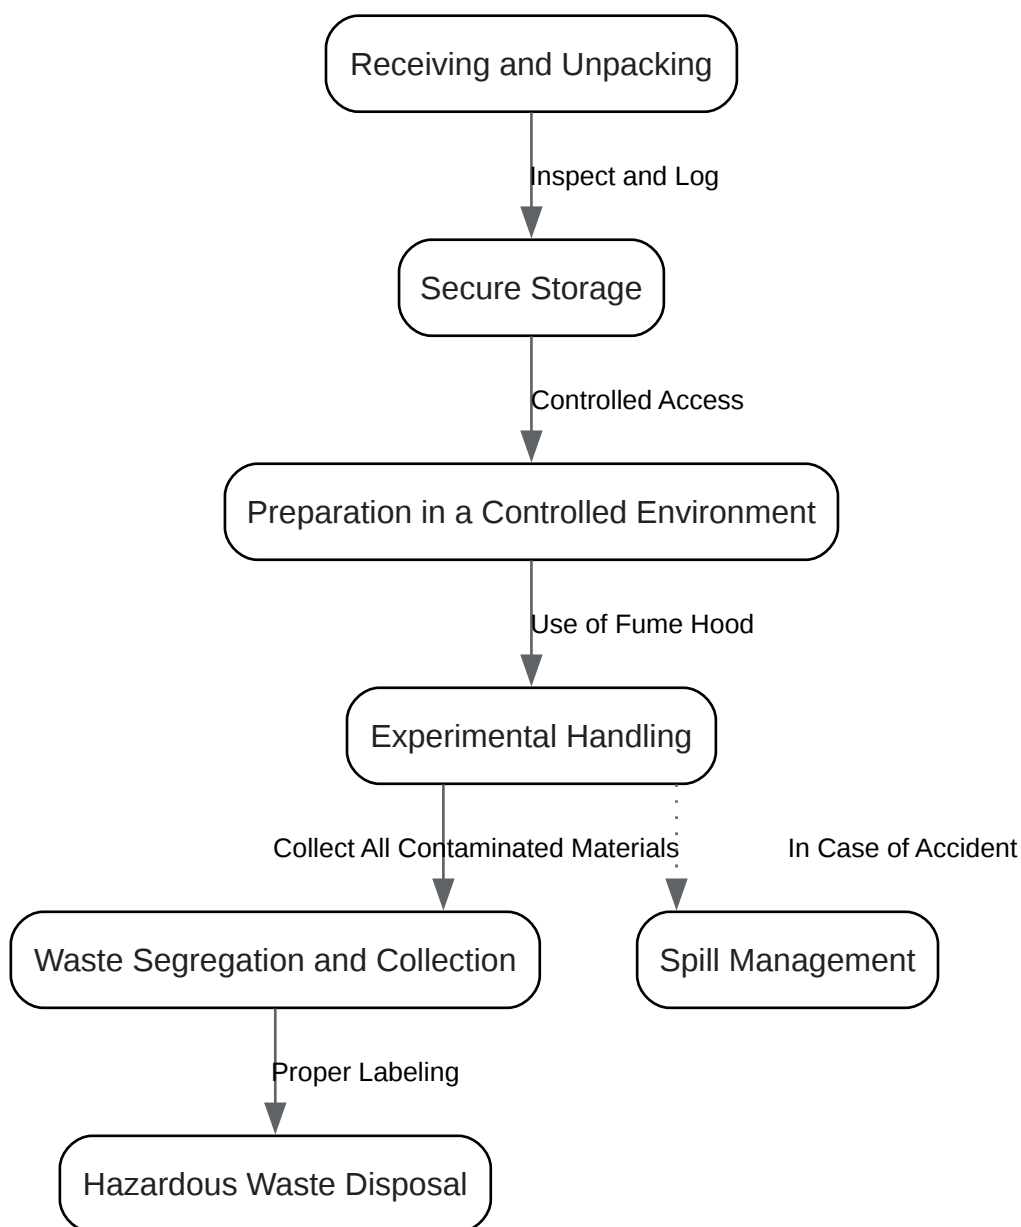 Receiving and Unpacking
Inspect and Log
Secure Storage
Controlled Access
Preparation in a Controlled Environment
Use of Fume Hood
Experimental Handling
Collect All Contaminated Materials
In Case of Accident
Waste Segregation and Collection
Spill Management
Proper Labeling
Hazardous Waste Disposal